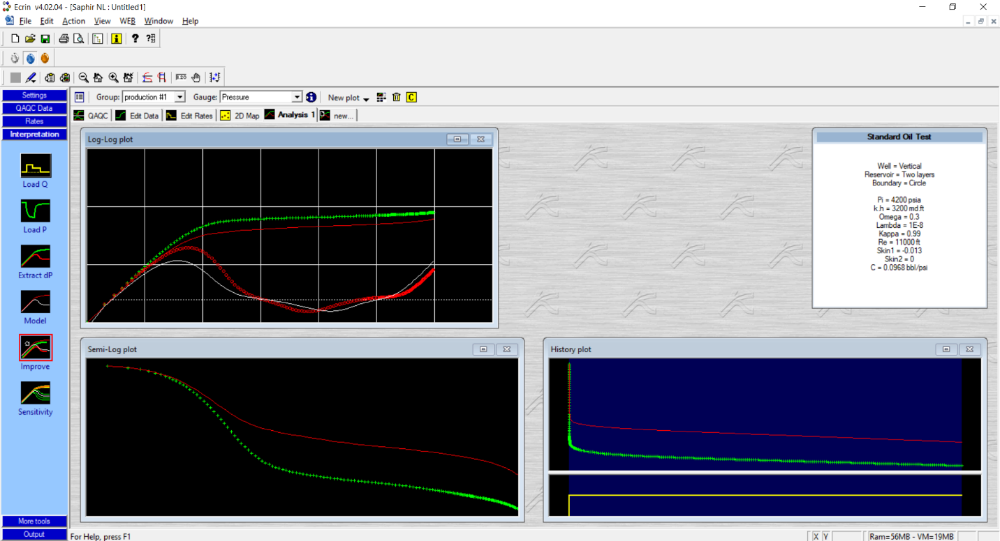 Ecrin v4.02.04 - [Saphir NL : Untitled1]
File Edit Action View WEB Window Help
Settings
QAQC Data
Rates
Interpretation
Load Q
Load P
Extract dP
Model
Improve
Sensitivity
More tools
Output
Group: production #1 Gauge: Pressure New plot C
QAQC Edit Data Edit Rates 2D Map Analysis 1 new...
Log-Log plot
Standard Oil Test
Well = Vertical
Reservoir = Two layers
Boundary = Circle
Pi = 4200 psia
k.h = 3200 md.ft
Omega = 0.3
Lambda = 1E-8
Kappa = 0.99
Re = 11000 ft
Skin1 = -0.013
Skin2 = 0
C = 0.0968 bbl/psi
Semi-Log plot
History plot
For Help, press F1
X Y
Ram=56MB - VM=19MB